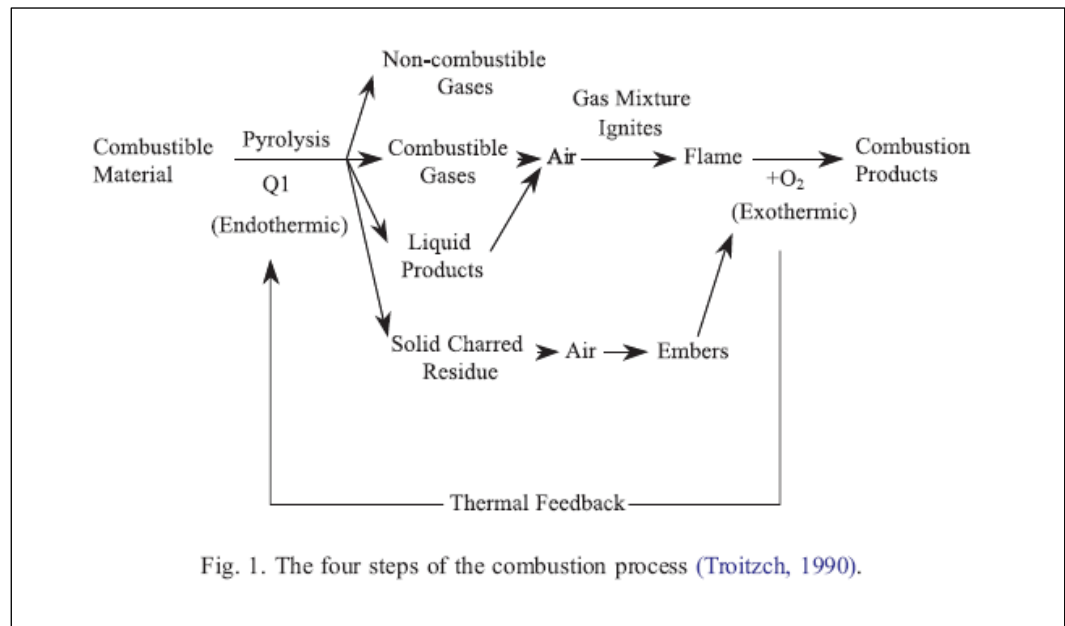 Non-combustible
Gases
Gas Mixture
Ignites
Combustible
Material
Pyrolysis
Q1
(Endothermic)
Combustible
Gases
Air
Flame
+O₂
(Exothermic)
Combustion
Products
Liquid
Products
Solid Charred
Residue
Air
Embers
Thermal Feedback
Fig. 1. The four steps of the combustion process (Troitzch, 1990).